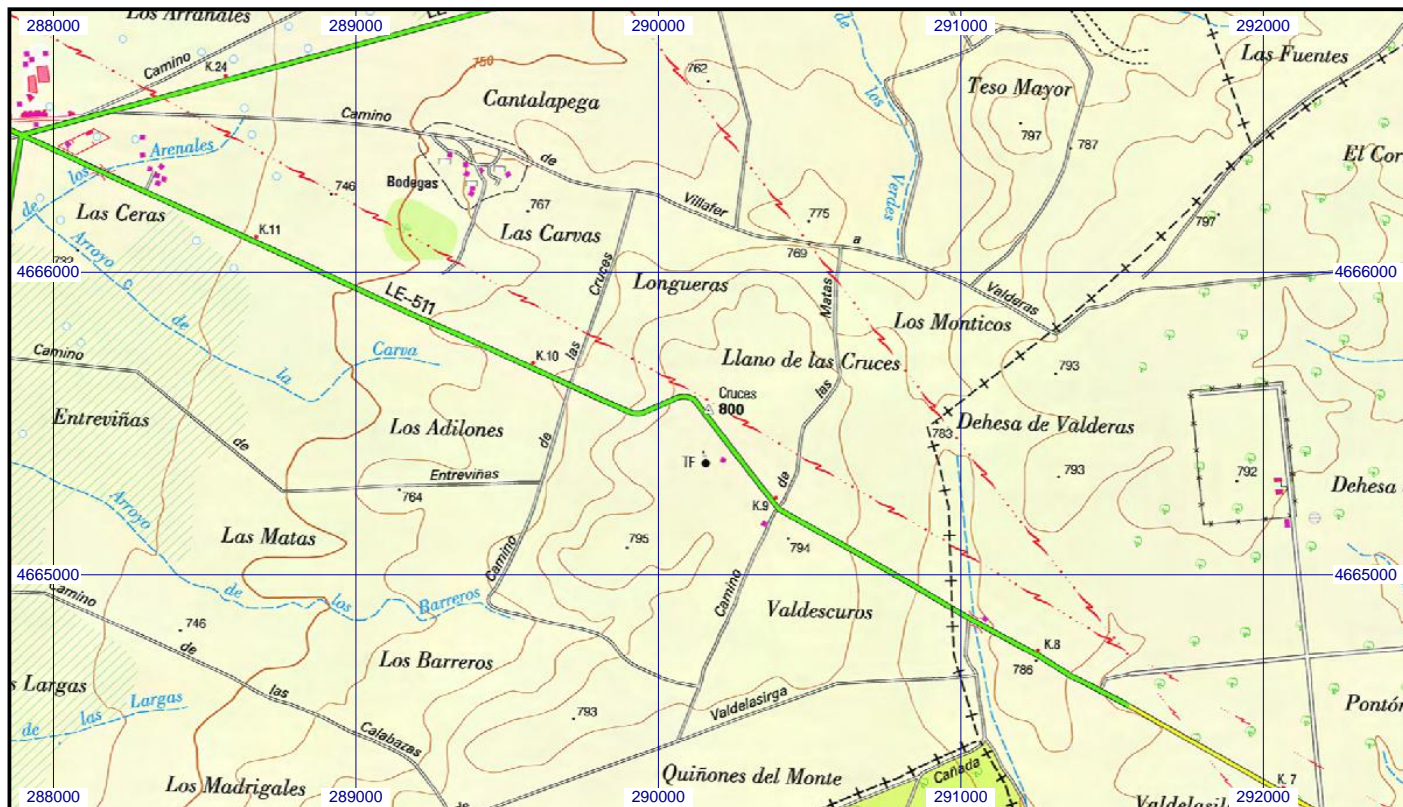 288000
289000
290000
291000
292000
Los Arrañales
LE
Camino
K.24
750
762
Las Fuentes
Cantalapega
Teso Mayor
de
los
Verdes
797
787
El Cor
Camino
de
Villafer
a
Valderas
Arenales
los
de
Bodegas
746
767
775
769
797
Las Ceras
K.11
Las Carvas
Arroyo
de
la
Carva
732
4666000
4666000
Longueras
Cruces
las
de
Camino
Matas
las
de
Camino
LE-511
Los Monticos
Camino
K.10
Llano de las Cruces
793
Cruces
800
Entreviñas
Los Adilones
783
Dehesa de Valderas
de
Entreviñas
TF
793
792
Dehesa
764
K.9
Arroyo
de
los
Barreros
Las Matas
795
794
4665000
4665000
Camino
de
las
Calabazas
de
746
Valdescuros
K.8
786
Los Barreros
s Largas
de
las
Largas
793
Valdelasirga
Pontón
Los Madrigales
Quiñones del Monte
Cañada
K. 7
288000
289000
290000
291000
292000